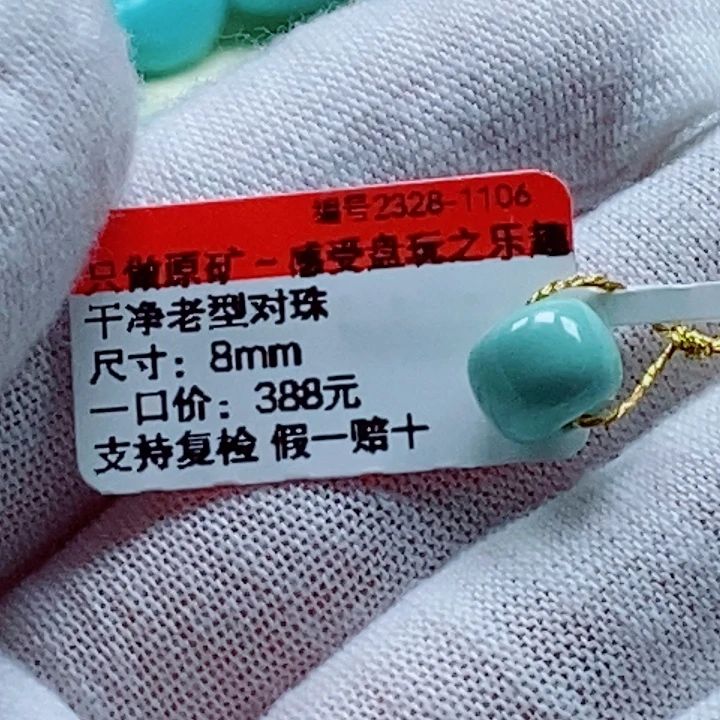 编号2328-1106
只做原矿-感受盘玩之乐趣
干净老型对珠
尺寸：8mm
一口价：388元
支持复检 假一赔十